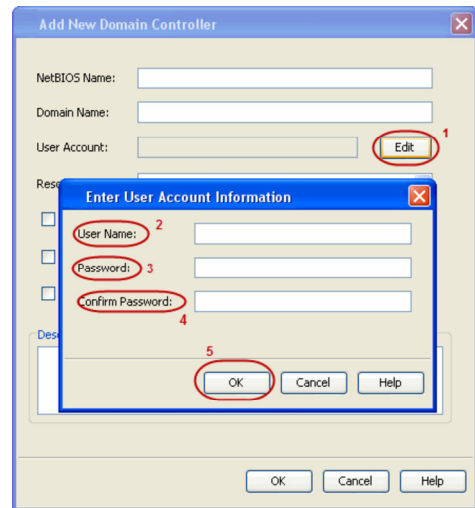 Add New Domain Controller
NetBIOS Name:
Domain Name:
User Account:
Edit
1
Enter User Account Information
User Name:
2
Password:
3
Confirm Password:
4
5
OK
Cancel
Help
OK
Cancel
Help